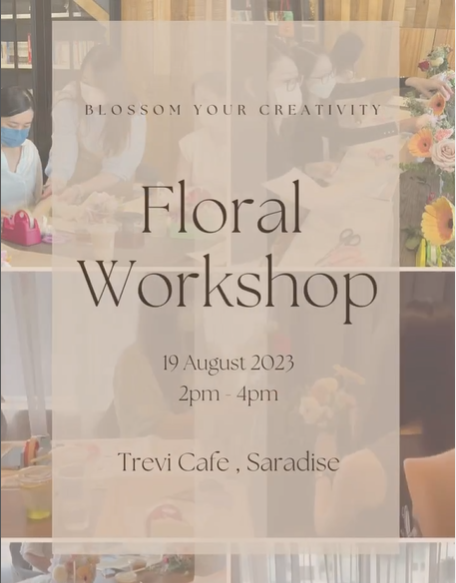 BLOSSOM YOUR CREATIVITY
Floral
Workshop
19 August 2023
2pm - 4pm
Trevi Cafe , Saradise